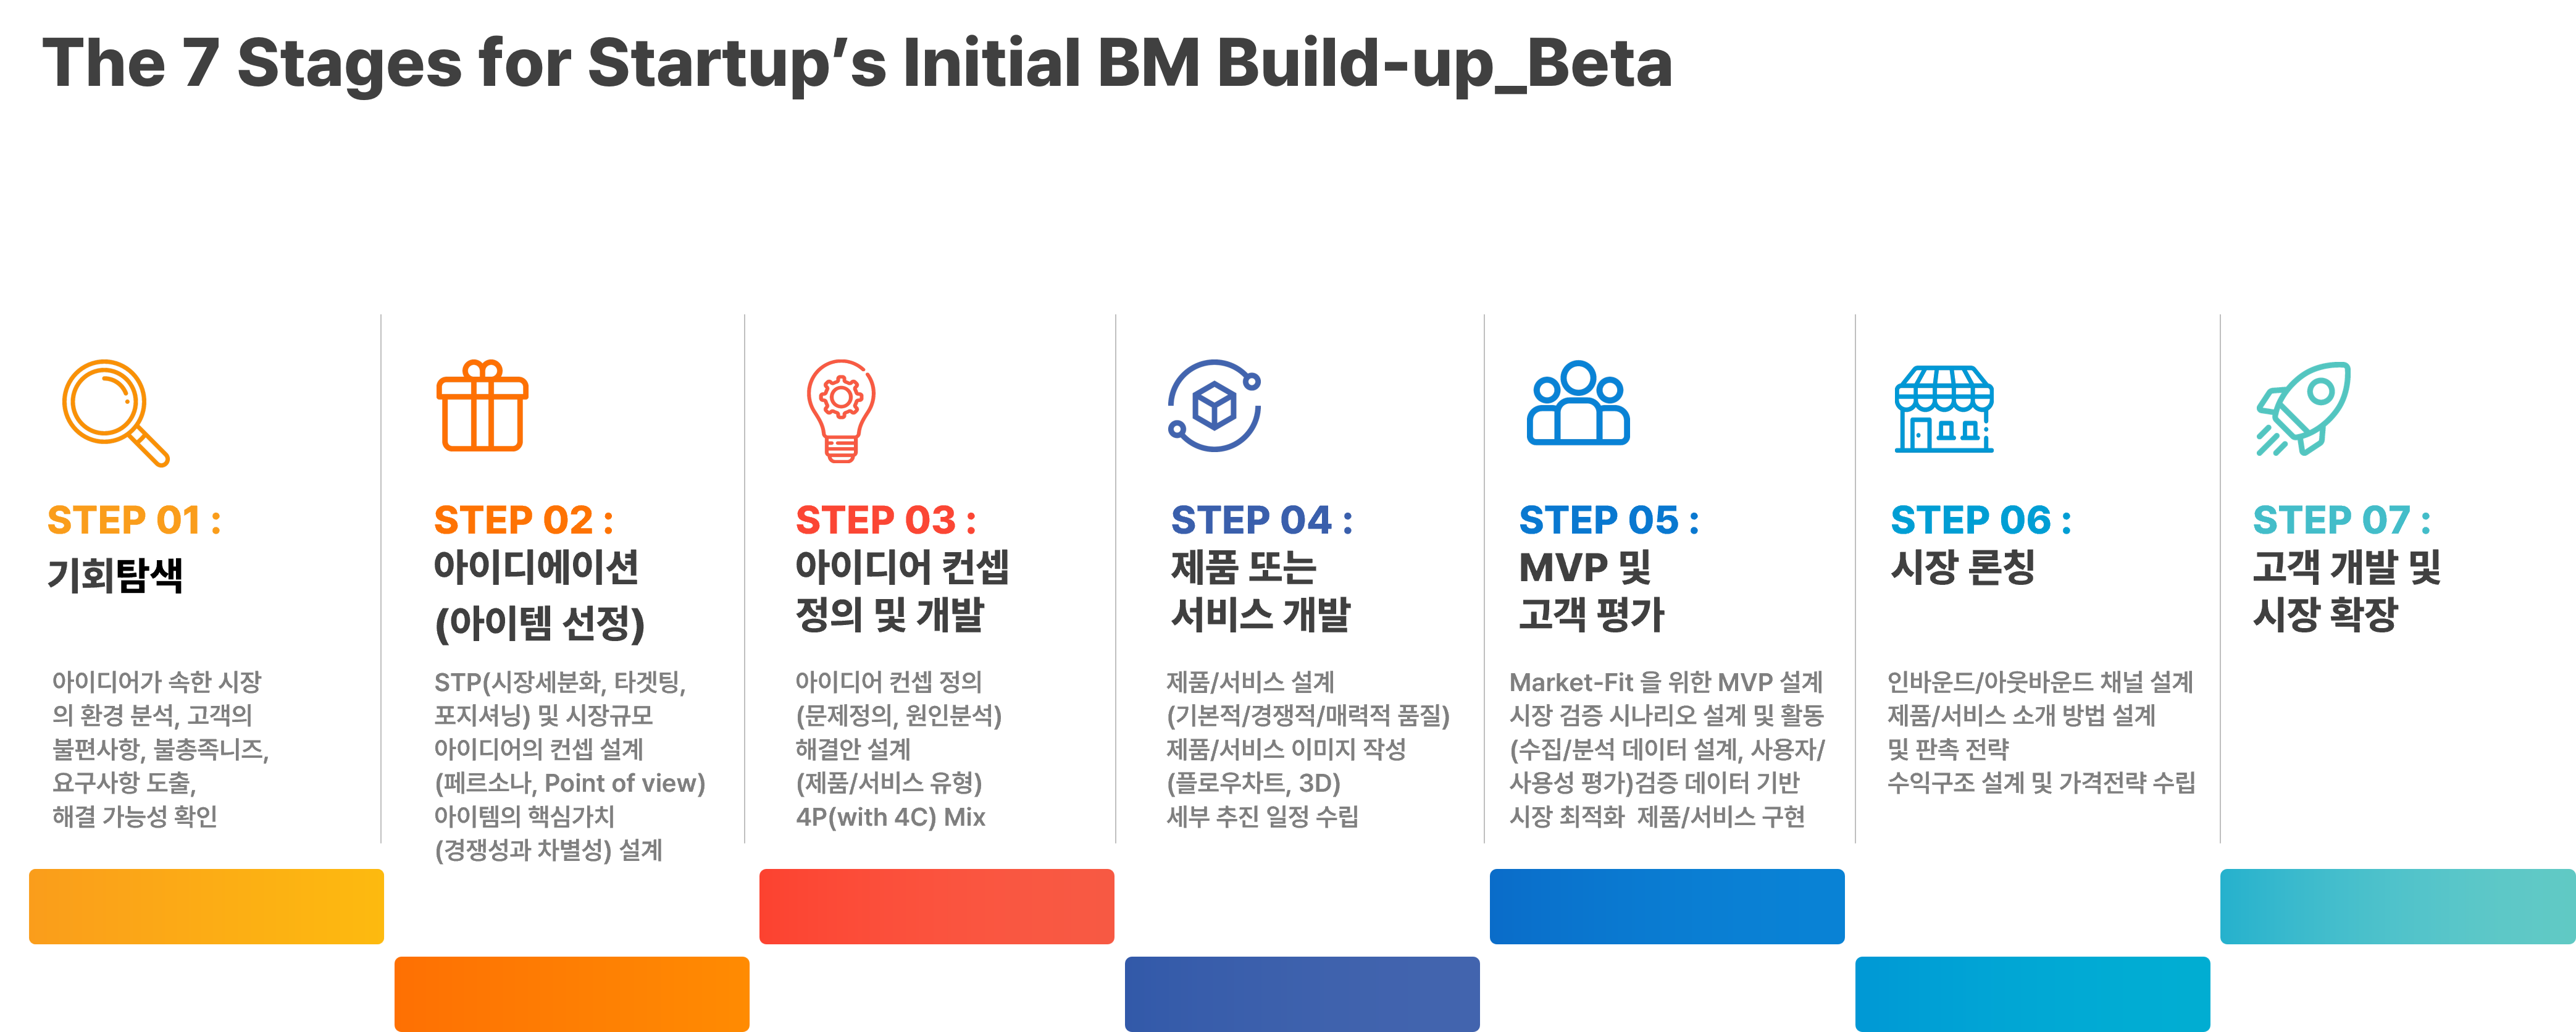 The 7 Stages for Startup’s Initial BM Build-up_Beta
STEP 01 :
기회탐색
아이디어가 속한 시장
의 환경 분석, 고객의
불편사항, 불총족니즈,
요구사항 도출,
해결 가능성 확인
STEP 02 :
아이디에이션
(아이템 선정)
STP(시장세분화, 타겟팅,
포지셔닝) 및 시장규모
아이디어의 컨셉 설계
(페르소나, Point of view)
아이템의 핵심가치
(경쟁성과 차별성) 설계
STEP 03 :
아이디어 컨셉
정의 및 개발
아이디어 컨셉 정의
(문제정의, 원인분석)
해결안 설계
(제품/서비스 유형)
4P(with 4C) Mix
STEP 04 :
제품 또는
서비스 개발
제품/서비스 설계
(기본적/경쟁적/매력적 품질)
제품/서비스 이미지 작성
(플로우차트, 3D)
세부 추진 일정 수립
STEP 05 :
MVP 및
고객 평가
Market-Fit 을 위한 MVP 설계
시장 검증 시나리오 설계 및 활동
(수집/분석 데이터 설계, 사용자/
사용성 평가)검증 데이터 기반
시장 최적화  제품/서비스 구현
STEP 06 :
시장 론칭
인바운드/아웃바운드 채널 설계
제품/서비스 소개 방법 설계
및 판촉 전략
수익구조 설계 및 가격전략 수립
STEP 07 :
고객 개발 및
시장 확장